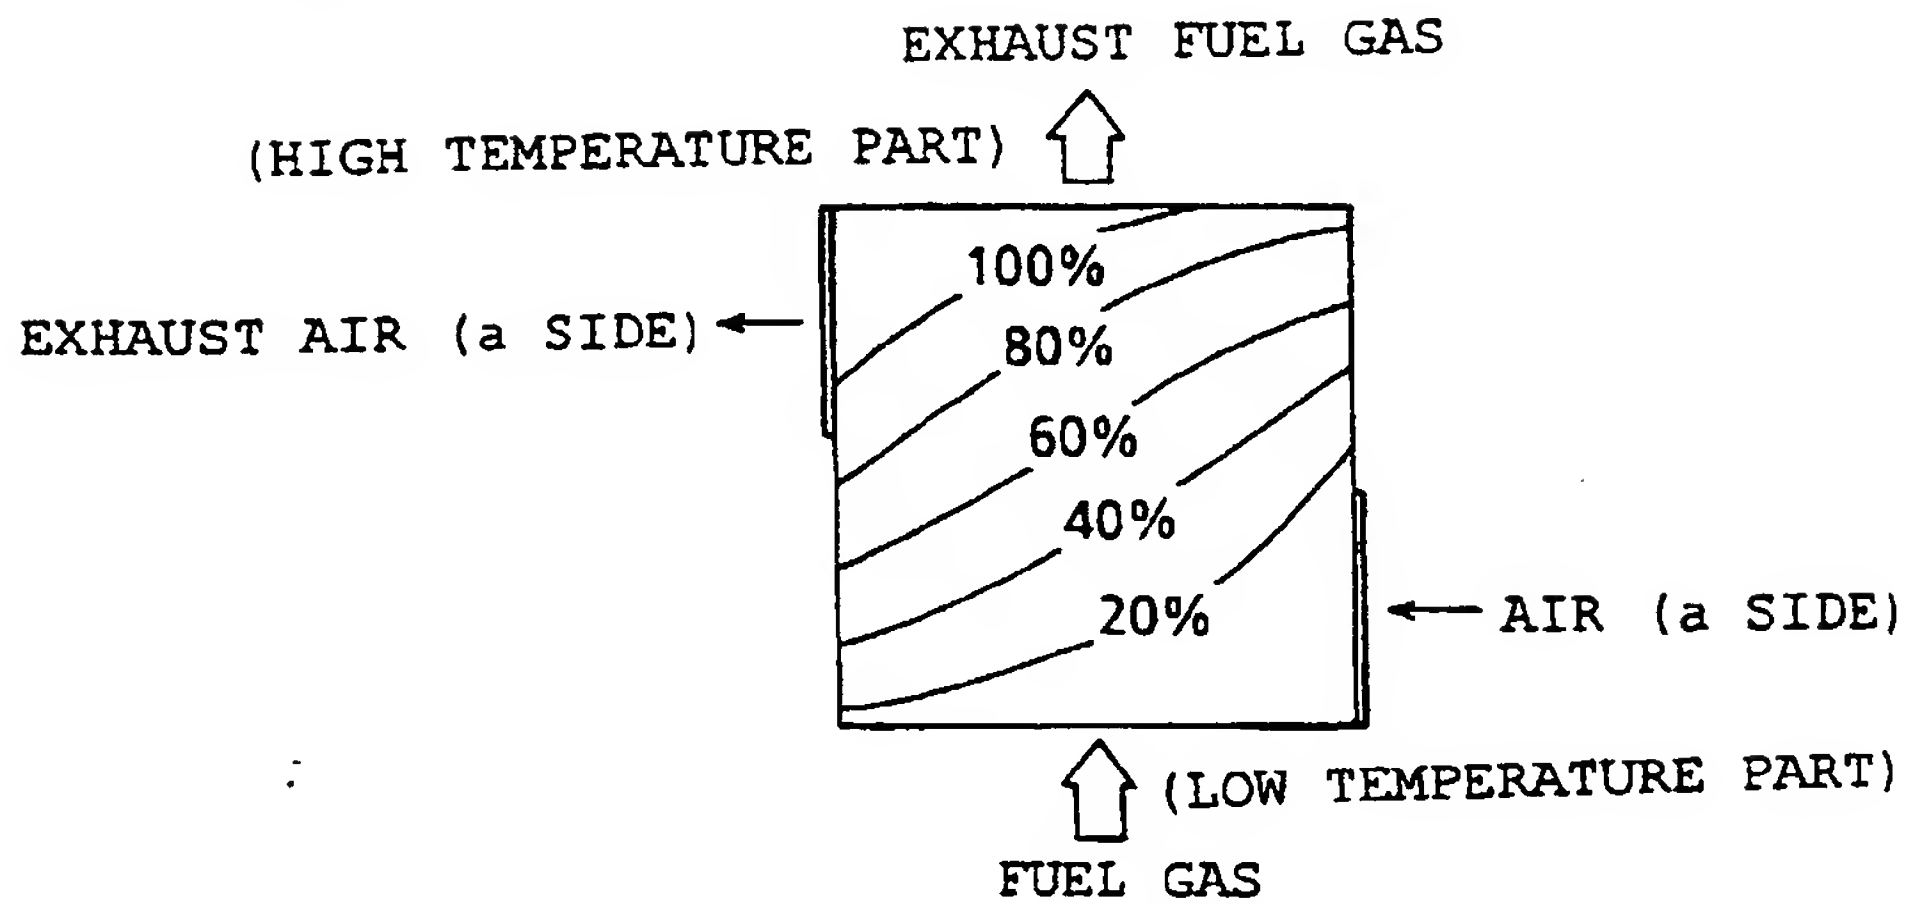 EXHAUST FUEL GAS
(HIGH TEMPERATURE PART)
100%
EXHAUST AIR (a SIDE)
80%
60%
40%
20%
AIR (a SIDE)
(LOW TEMPERATURE PART)
FUEL GAS